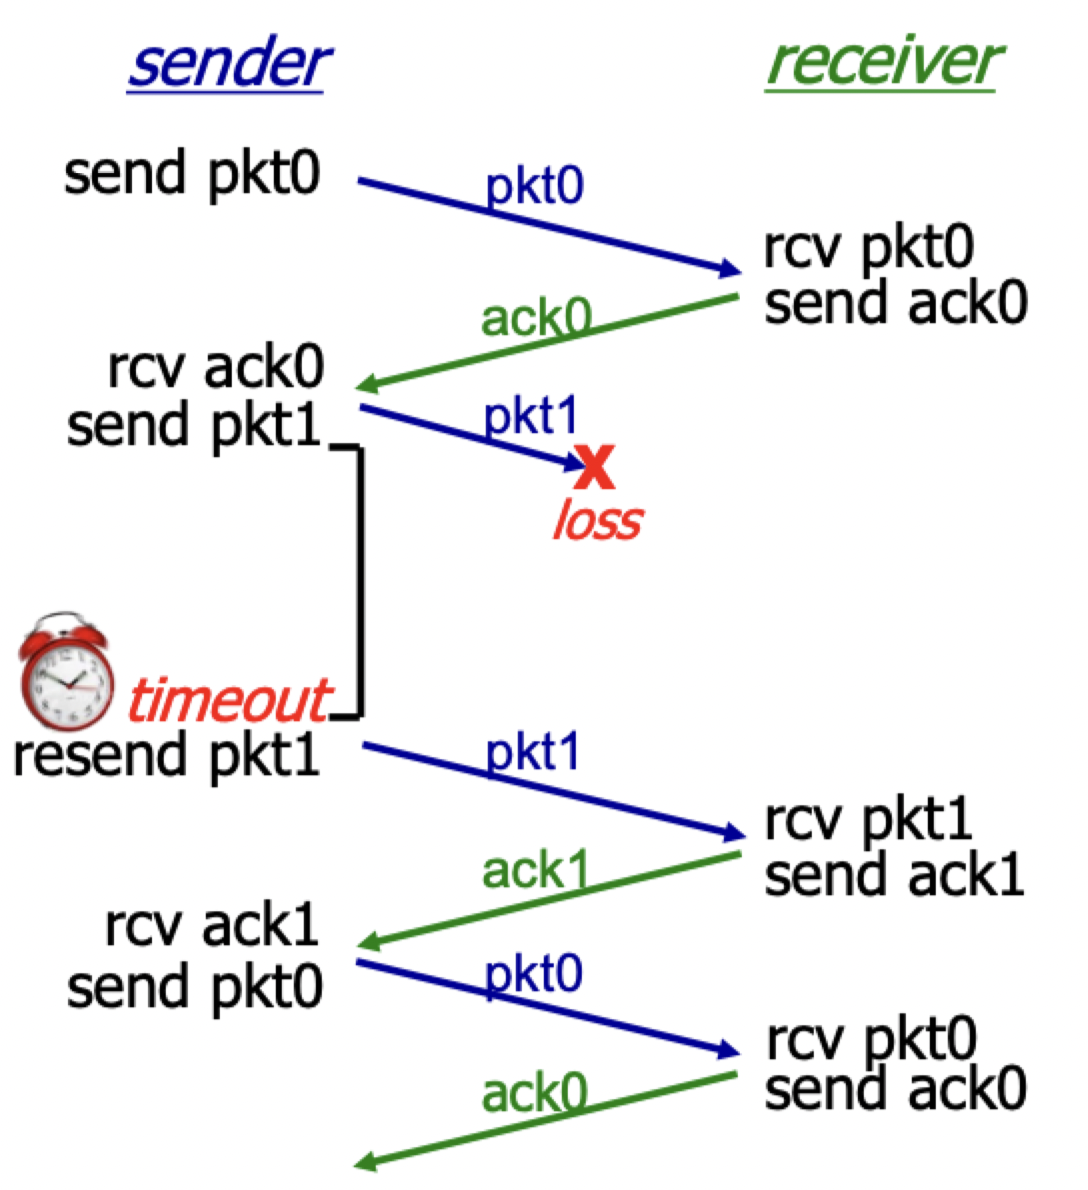 sender
receiver
send pkt0
pkt0
rcv pkt0
send ack0
ack0
rcv ack0
send pkt1
pkt1
X
loss
timeout
resend pkt1
pkt1
rcv pkt1
send ack1
ack1
rcv ack1
send pkt0
pkt0
rcv pkt0
send ack0
ack0